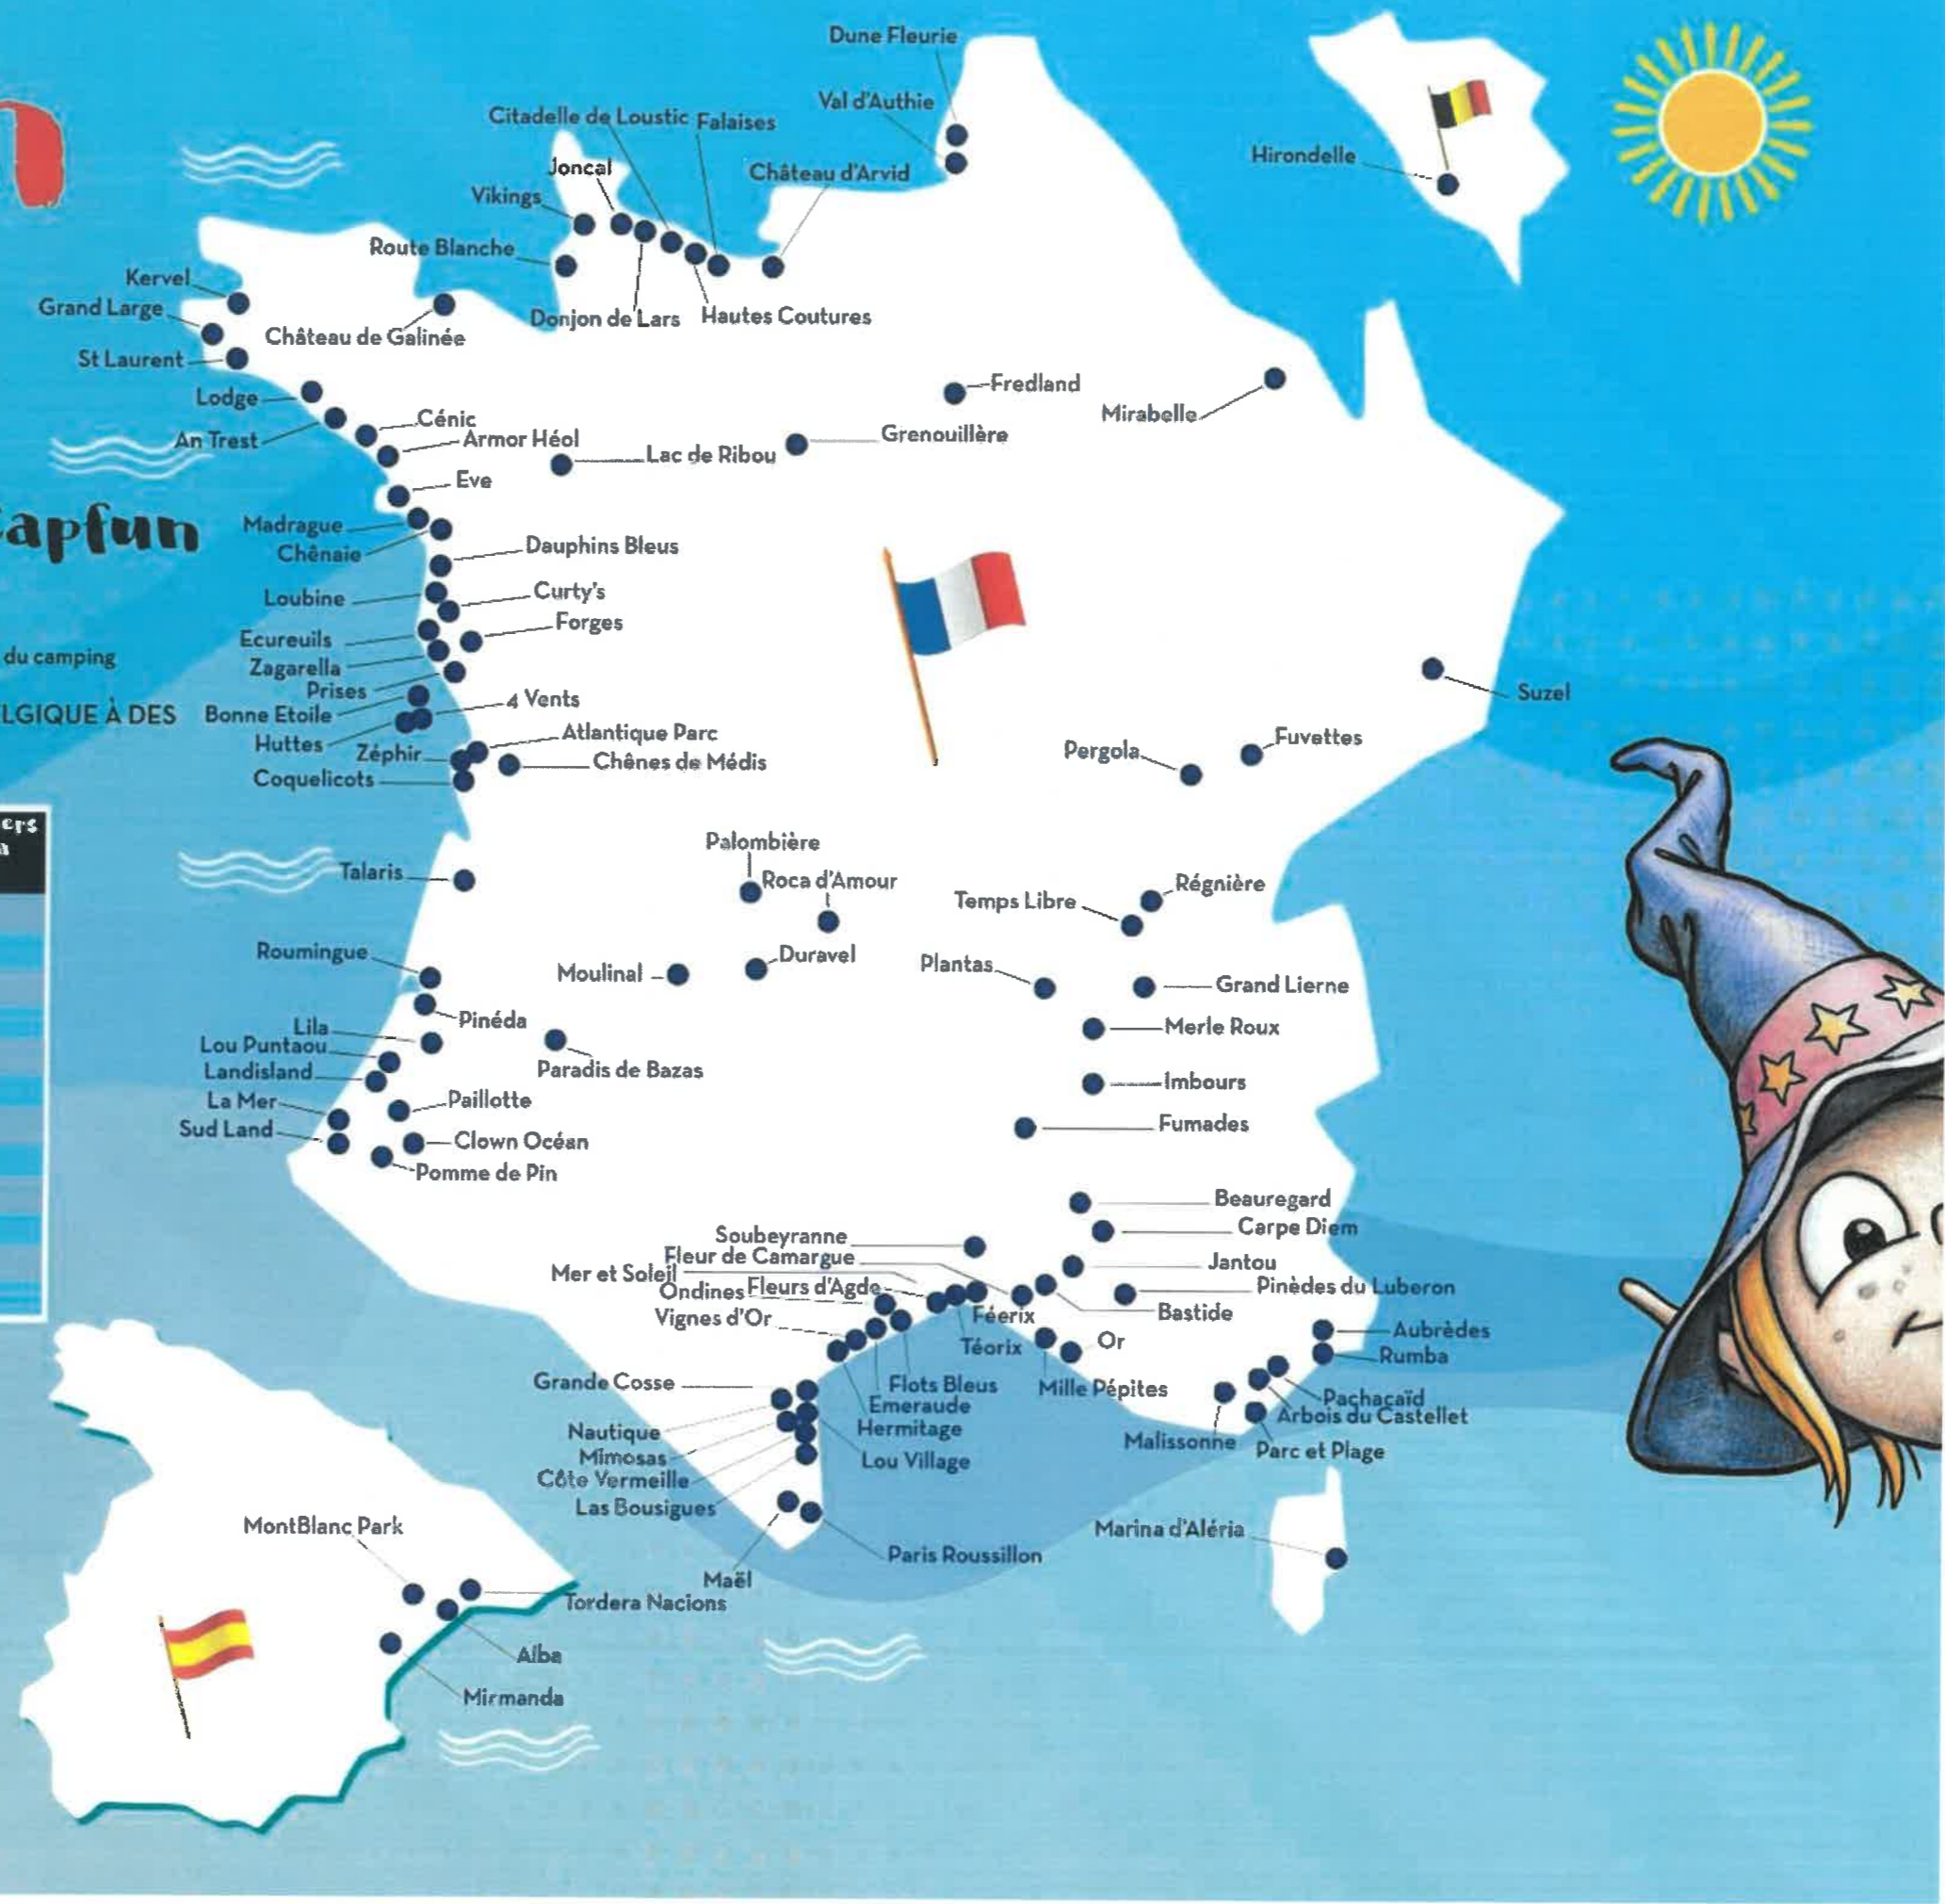 Dune Fleurie
Val d'Authie
Citadelle de Loustic
Falaises
Joncal
Château d'Arvid
Vikings
Hirondelle
Route Blanche
Kervel
Grand Large
Château de Galinée
Donjon de Lars
Hautes Coutures
St Laurent
Lodge
Fredland
Mirabelle
Cénic
An Trest
Armor Héol
Grenouillère
Lac de Ribou
Eve
apfun
Madrague
Chênaie
Dauphins Bleus
Loubine
Curty's
Forges
Ecureuils
du camping
Zagarella
Prises
Suzel
LGIQUE À DES
Bonne Etoile
4 Vents
Huttes
Atlantique Parc
Fuvettes
Zéphir
Chênes de Médis
Pergola
Coquelicots
ers
Palombière
Talaris
Roca d'Amour
Régnière
Temps Libre
Roumingue
Duravel
Moulinal
Plantas
Grand Lierne
Pinéda
Lila
Merle Roux
Lou Puntaou
Landisland
Paradis de Bazas
Imbours
La Mer
Paillotte
Sud Land
Fumades
Clown Océan
Pomme de Pin
Beauregard
Soubeyranne
Carpe Diem
Fleur de Camargue
Jantou
Mer et Soleil
Ondines
Fleurs d'Agde
Pinèdes du Luberon
Vignes d'Or
Féerix
Bastide
Téorix
Or
Aubrèdes
Rumba
Grande Cosse
Flots Bleus
Mille Pépites
Pachacaïd
Emeraude
Arbois du Castellet
Nautique
Hermitage
Malissonne
Parc et Plage
Mimosas
Lou Village
Côte Vermeille
Las Bousigues
MontBlanc Park
Marina d'Aléria
Paris Roussillon
Maël
Tordera Nacions
Alba
Mirmanda